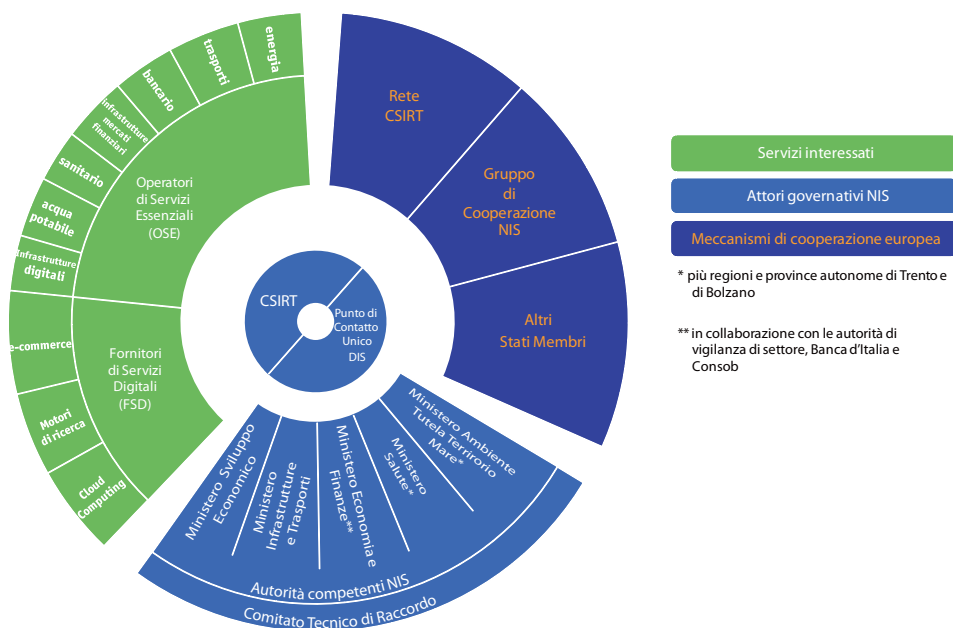 energia
trasporti
bancario
Infrastrutture
mercati
finanziari
sanitario
acqua
potabile
Infrastrutture
digitali
e-commerce
Motori
di ricerca
Cloud
Computing
Operatori
di Servizi
Essenziali
(OSE)
Fornitori
di Servizi
Digitali
(FSD)
Rete
CSIRT
Gruppo
di
Cooperazione
NIS
Altri
Stati Membri
CSIRT
Punto di
Contatto
Unico
DIS
Ministero Sviluppo
Economico
Ministero
Infrastrutture
e Trasporti
Ministero Economia e
Finanze**
Ministero
Salute*
Ministero Ambiente
Tutela Terrirorio
Mare*
Autorità competenti NIS
Comitato Tecnico di Raccordo
Servizi interessati
Attori governativi NIS
Meccanismi di cooperazione europea
* più regioni e province autonome di Trento e
di Bolzano
** in collaborazione con le autorità di
vigilanza di settore, Banca d'Italia e
Consob